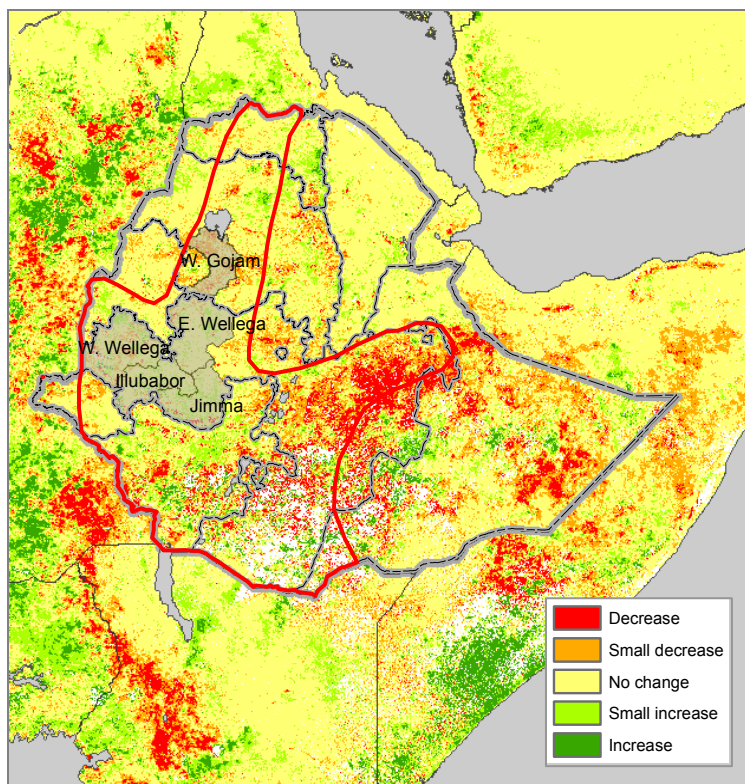 W. Gojam
E. Wellega
W. Wellega
Illubabor
Jimma
Decrease
Small decrease
No change
Small increase
Increase